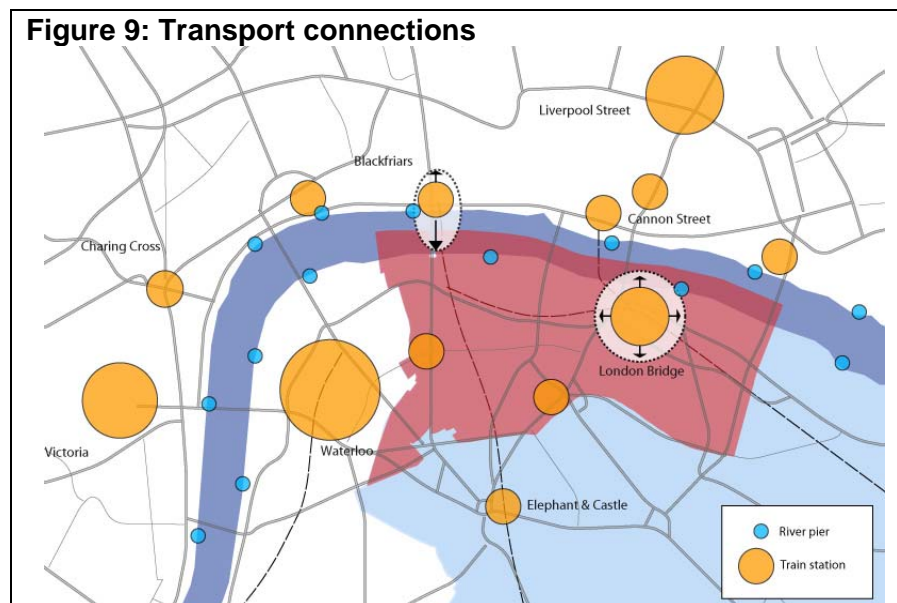 Figure 9: Transport connections
Liverpool Street
Blackfriars
Cannon Street
Charing Cross
London Bridge
Victoria
Waterloo
Elephant & Castle
River pier
Train station